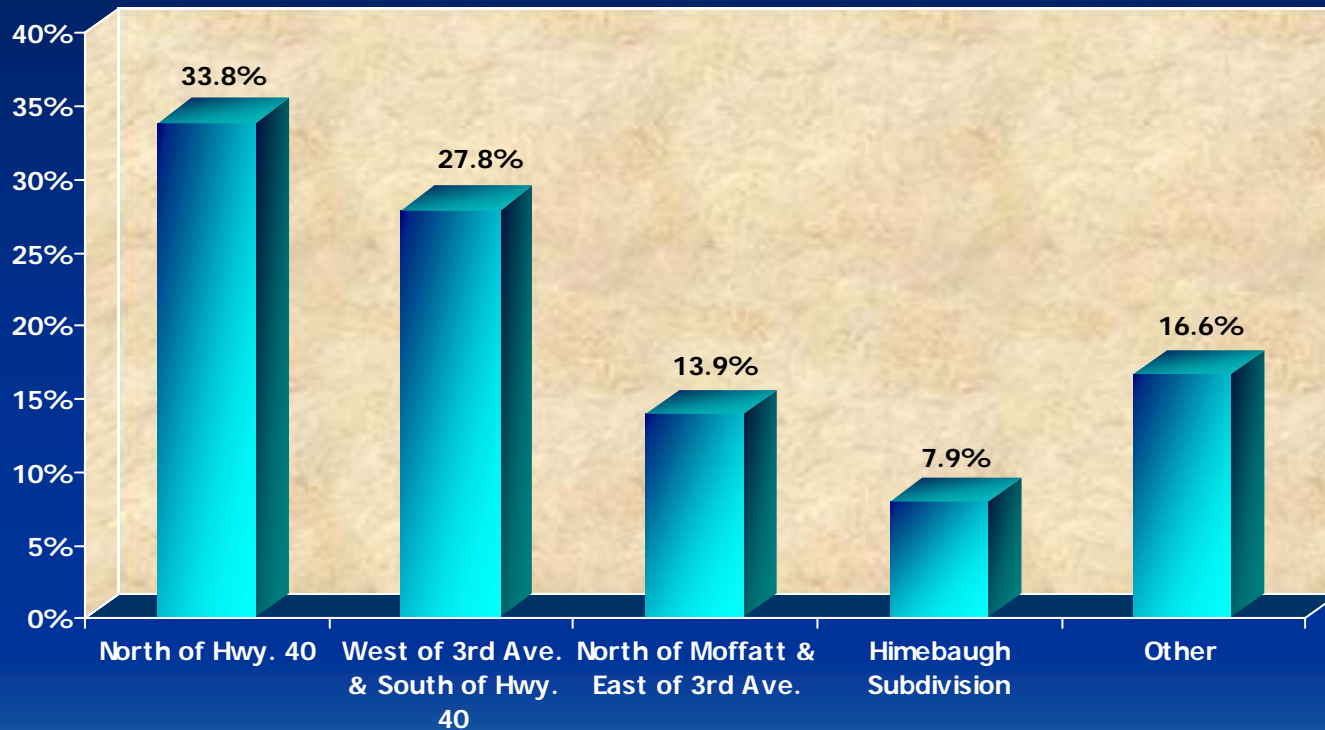 40%
35%
30%
25%
20%
15%
10%
5%
0%
33.8%
27.8%
13.9%
7.9%
16.6%
North of Hwy. 40
West of 3rd Ave.
& South of Hwy.
40
North of Moffatt &
East of 3rd Ave.
Himebaugh
Subdivision
Other